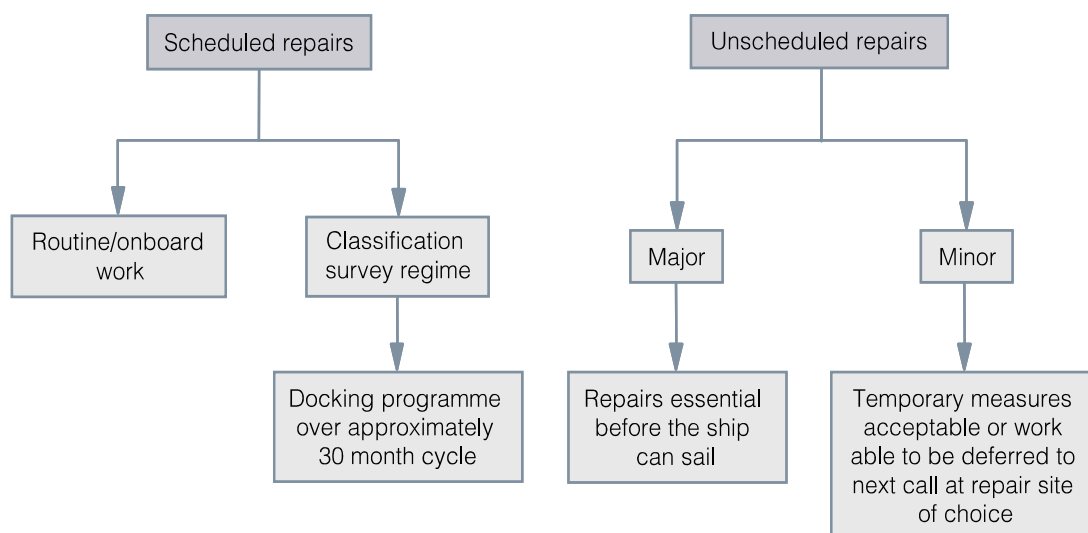 Scheduled repairs
Unscheduled repairs
Routine/onboard
work
Classification
survey regime
Major
Minor
Docking programme
over approximately
30 month cycle
Repairs essential
before the ship
can sail
Temporary measures
acceptable or work
able to be deferred to
next call at repair site
of choice